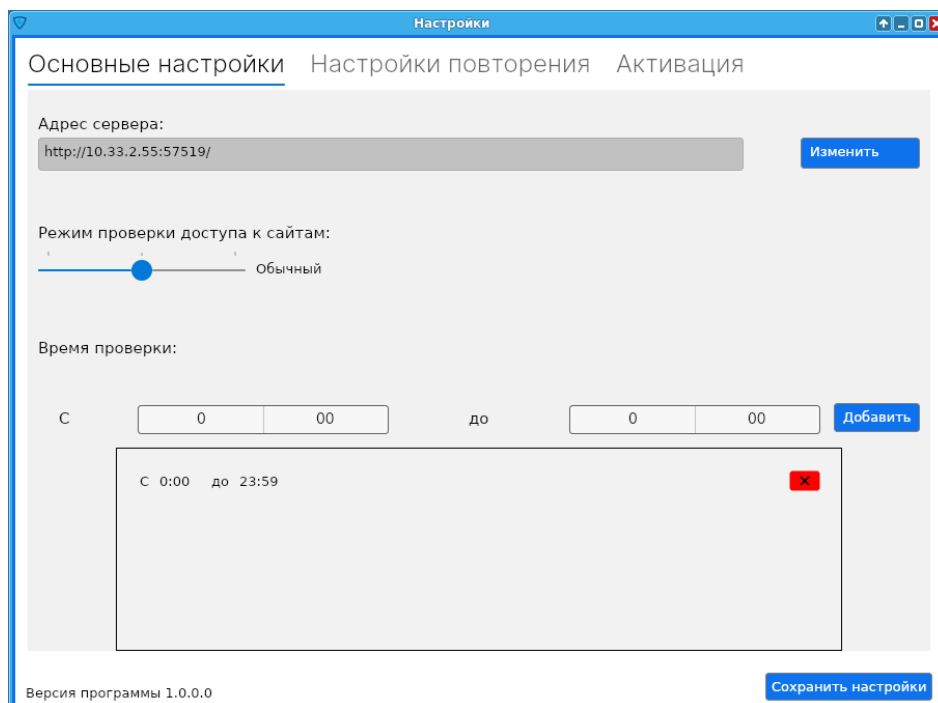 Настройки
Основные настройки Настройки повторения Активация
Адрес сервера:
http://10.33.2.55:57519/ Изменить
Режим проверки доступа к сайтам:
Обычный
Время проверки:
С 0 00 до 0 00 Добавить
С 0:00 до 23:59
Версия программы 1.0.0.0 Сохранить настройки